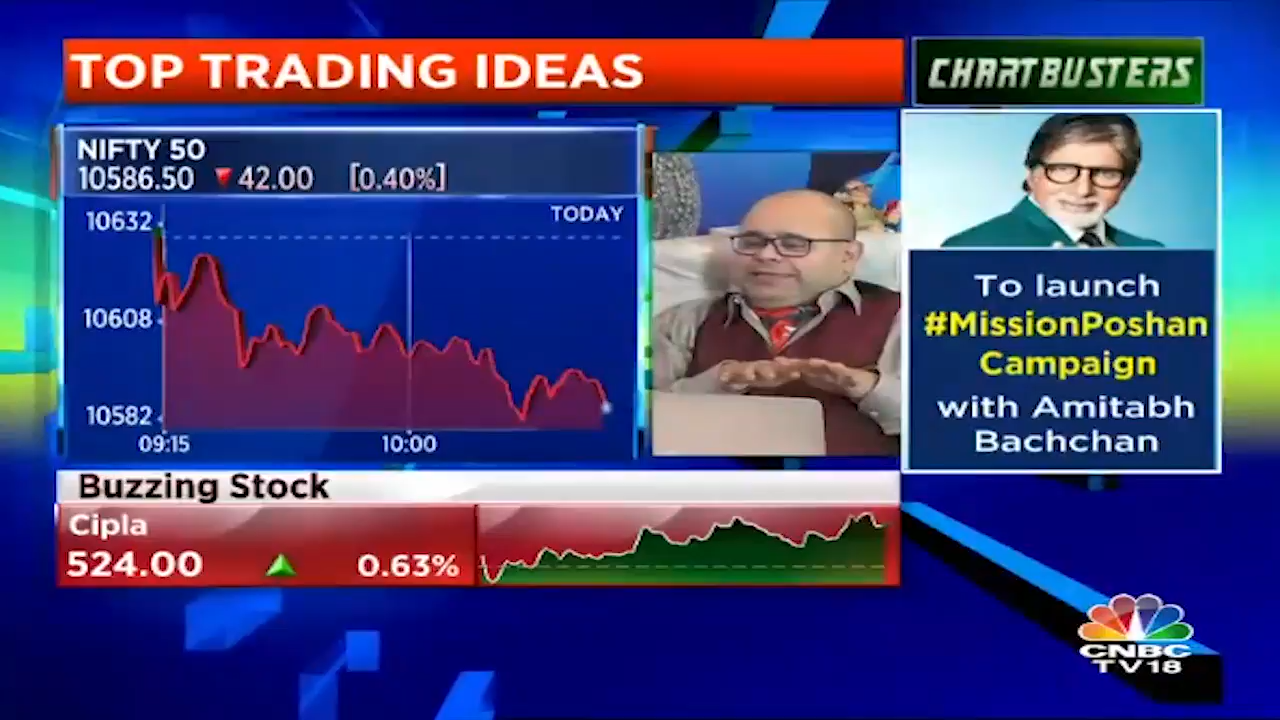 TOP TRADING IDEAS
CHARTBUSTERS
NIFTY 50
10586.50 ▼ 42.00 [0.40%]
TODAY
10632
10608
10582
09:15 10:00
To launch
#MissionPoshan
Campaign
with Amitabh
Bachchan
Buzzing Stock
Cipla
524.00 ▲ 0.63%
CNBC
TV18